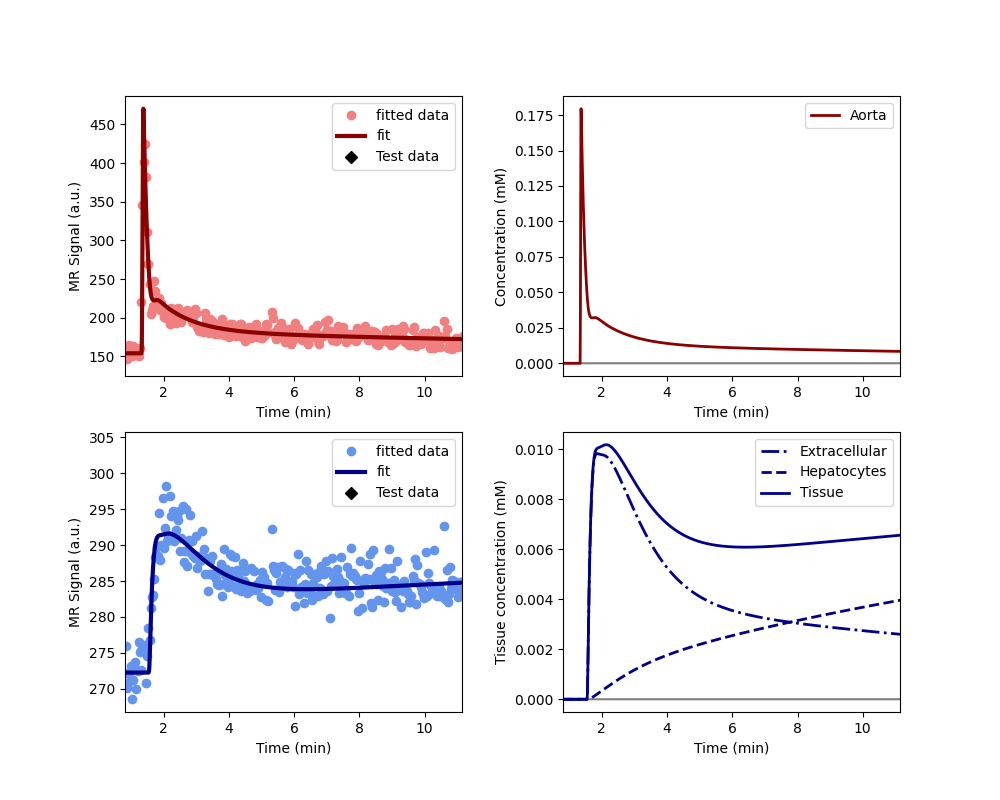 450
400
350
300
250
200
150
MR Signal (a.u.)
2 4 6 8 10
Time (min)
fitted data
fit
Test data
0.175
0.150
0.125
0.100
0.075
0.050
0.025
0.000
Concentration (mM)
2 4 6 8 10
Time (min)
Aorta
305
300
295
290
285
280
275
270
MR Signal (a.u.)
2 4 6 8 10
Time (min)
fitted data
fit
Test data
0.010
0.008
0.006
0.004
0.002
0.000
Tissue concentration (mM)
2 4 6 8 10
Time (min)
Extracellular
Hepatocytes
Tissue